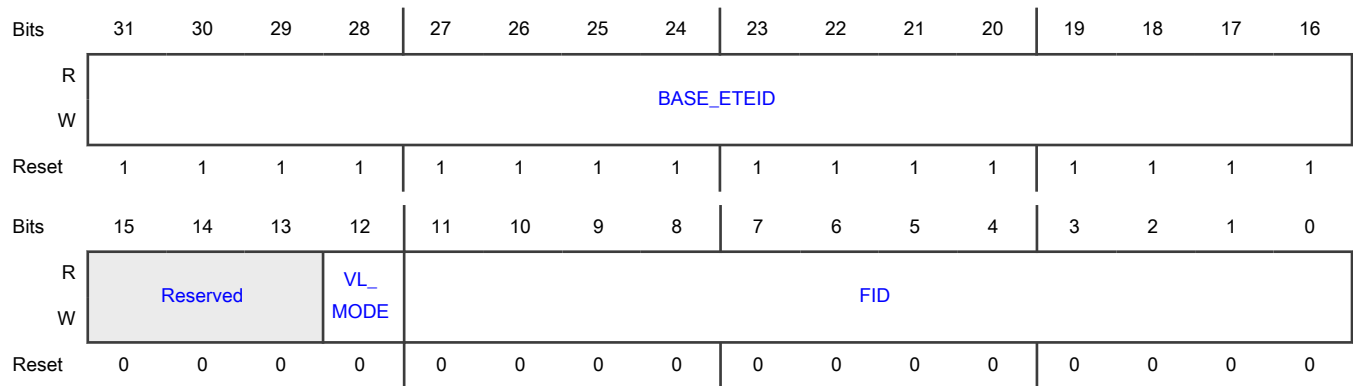 Bits 31 30 29 28 27 26 25 24 23 22 21 20 19 18 17 16
R
BASE_ETEID
W
Reset 1 1 1 1 1 1 1 1 1 1 1 1 1 1 1 1
Bits 15 14 13 12 11 10 9 8 7 6 5 4 3 2 1 0
R
Reserved VL_ FID
MODE
W
Reset 0 0 0 0 0 0 0 0 0 0 0 0 0 0 0 0